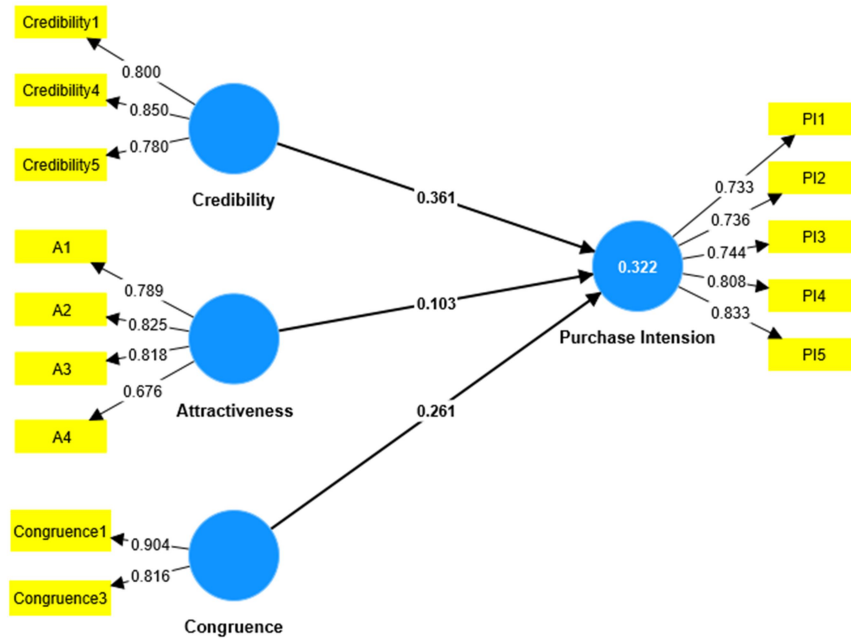 Credibility1
0.800
Credibility4
0.850
Credibility5
0.780
Credibility
0.361
A1
0.789
A2
0.825
A3
0.818
A4
0.676
Attractiveness
0.103
Congruence1
0.904
Congruence3
0.816
Congruence
0.261
0.322
Purchase Intension
PI1
0.733
PI2
0.736
PI3
0.744
PI4
0.808
PI5
0.833